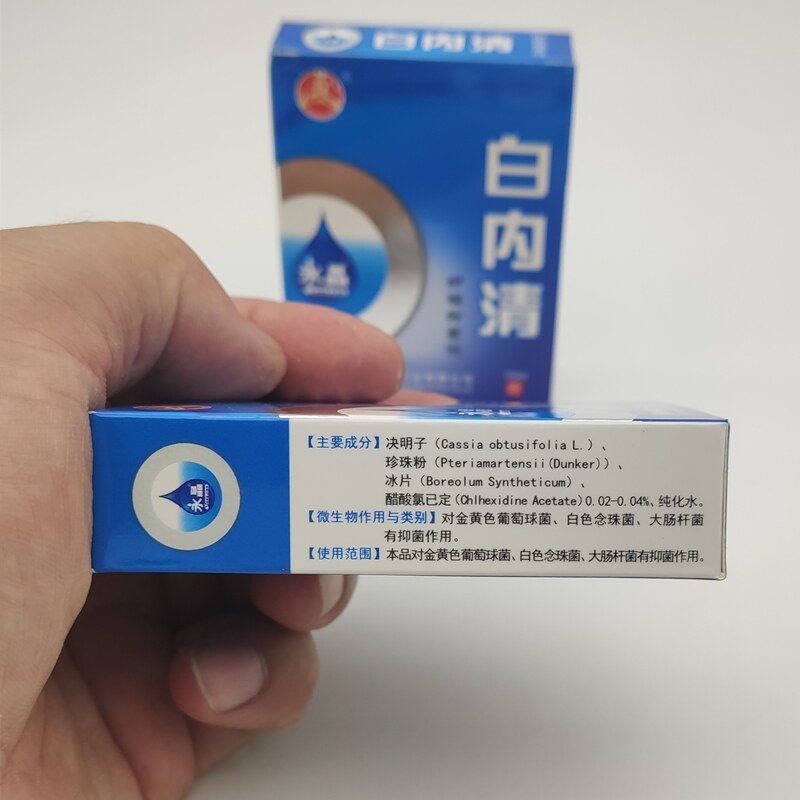 白内清
白
内
清
永晶
【主要成分】决明子(Cassia obtusifolia L.)、
珍珠粉(Pteriamartensii(Dunker))、
冰片(Boreolum Syntheticum)、
醋酸氯已定(Chlhexidine Acetate)0.02-0.04%、纯化水。
【微生物作用与类别】对金黄色葡萄球菌、白色念珠菌、大肠杆菌
有抑菌作用。
【使用范围】本品对金黄色葡萄球菌、白色念珠菌、大肠杆菌有抑菌作用。
永晶